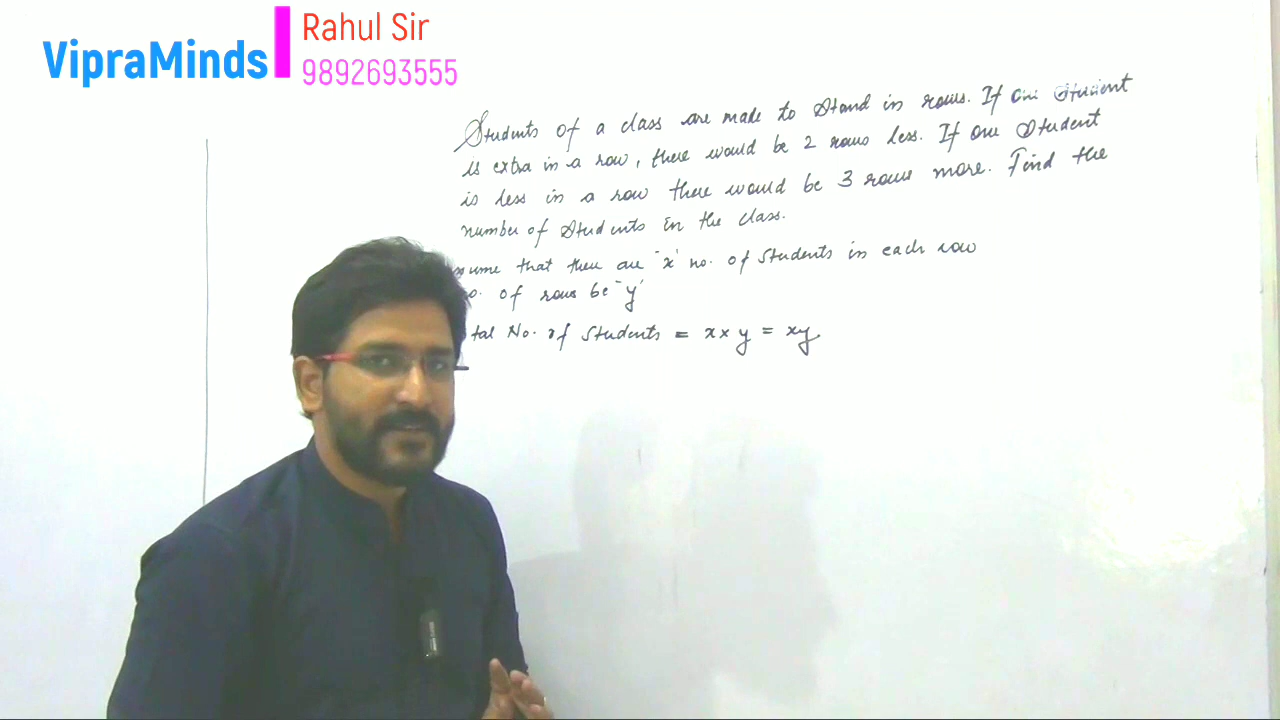 VipraMinds
Rahul Sir
9892693555
Students of a class are made to stand in rows. If one student
is extra in a row, there would be 2 rows less. If one student
is less in a row there would be 3 rows more. Find the
number of students in the class.
that there are 'x' no. of students in each row
of rows be 'y'
No. of students = x × y = xy.